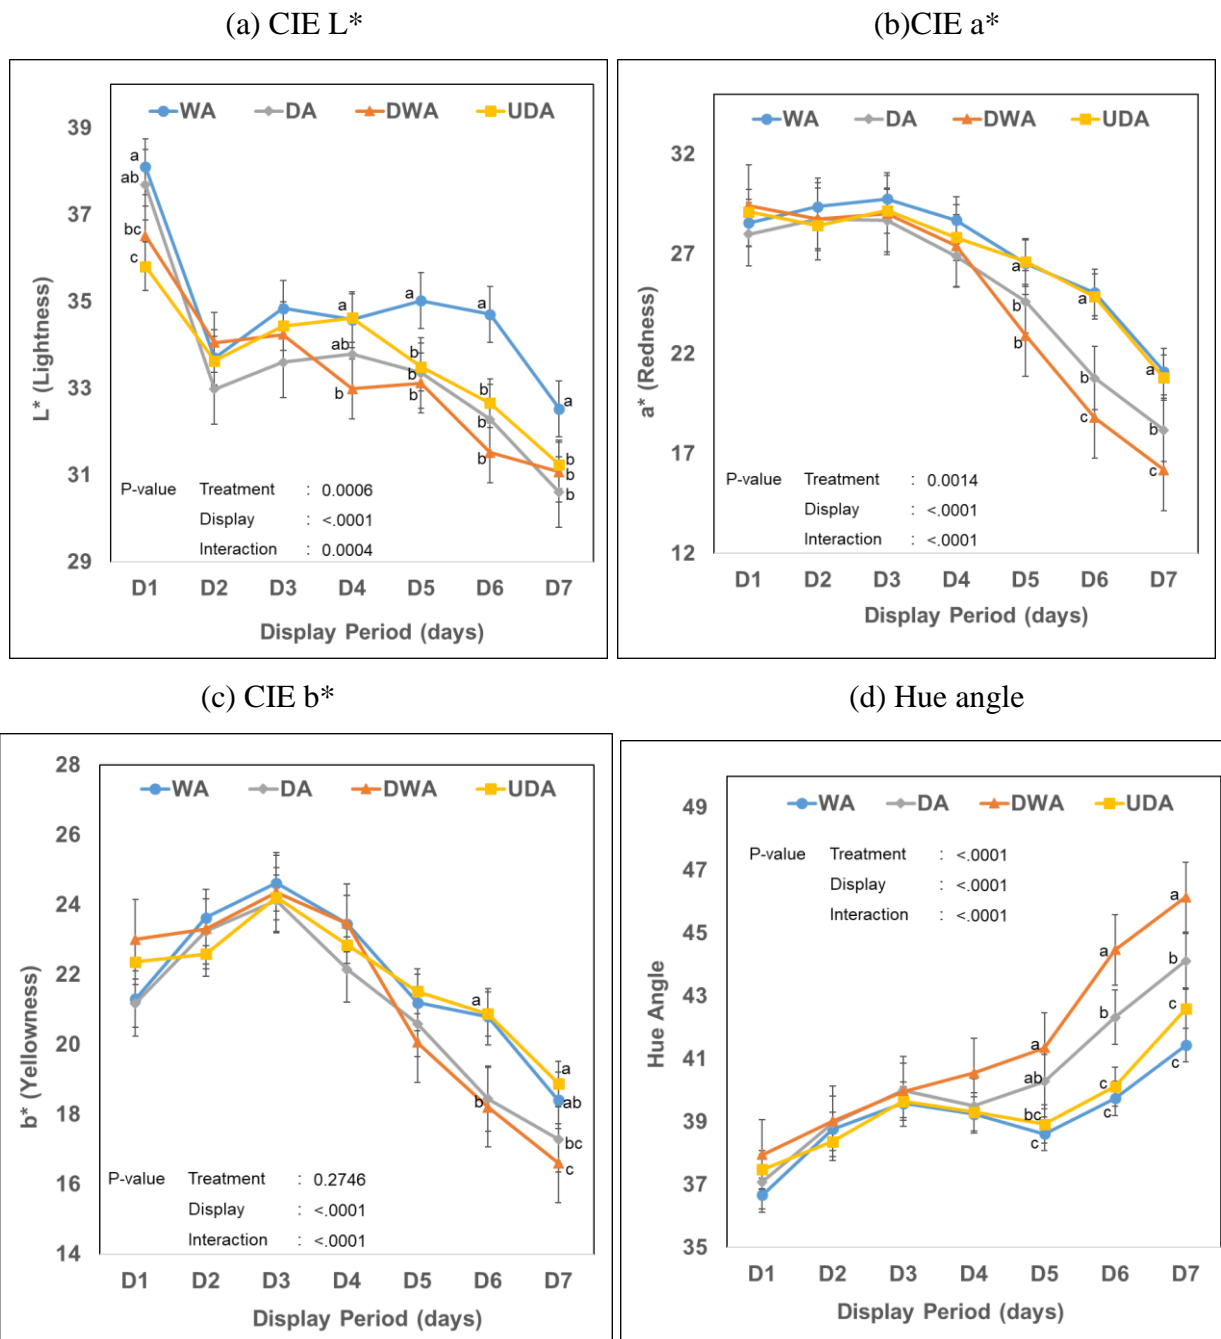 (a) CIE L*
WA DA DWA UDA
39
37
35
33
31
29
L* (Lightness)
a
ab
bc
c
a
ab
b
a
b
b
b
a
b
b
b
a
b
b
b
P-value Treatment : 0.0006
Display : <.0001
Interaction : 0.0004
D1 D2 D3 D4 D5 D6 D7
Display Period (days)
(b)CIE a*
WA DA DWA UDA
32
27
22
17
12
a* (Redness)
a
b
b
a
b
c
a
b
c
P-value Treatment : 0.0014
Display : <.0001
Interaction : <.0001
D1 D2 D3 D4 D5 D6 D7
Display Period (days)
(c) CIE b*
WA DA DWA UDA
28
26
24
22
20
18
16
14
b* (Yellowness)
a
b
a
ab
bc
c
P-value Treatment : 0.2746
Display : <.0001
Interaction : <.0001
D1 D2 D3 D4 D5 D6 D7
Display Period (days)
(d) Hue angle
WA DA DWA UDA
49
47
45
43
41
39
37
35
Hue Angle
P-value Treatment : <.0001
Display : <.0001
Interaction : <.0001
a
ab
bc
c
a
b
c
c
a
b
c
c
D1 D2 D3 D4 D5 D6 D7
Display Period (days)